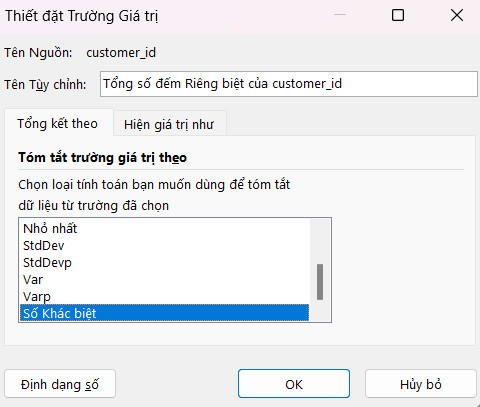 Thiết đặt Trường Giá trị
Tên Nguồn: customer_id
Tên Tùy chỉnh: Tổng số đếm Riêng biệt của customer_id
Tổng kết theo Hiện giá trị như
Tóm tắt trường giá trị theo
Chọn loại tính toán bạn muốn dùng để tóm tắt
dữ liệu từ trường đã chọn
Nhỏ nhất
StdDev
StdDevp
Var
Varp
Số Khác biệt
Định dạng số OK Hủy bỏ